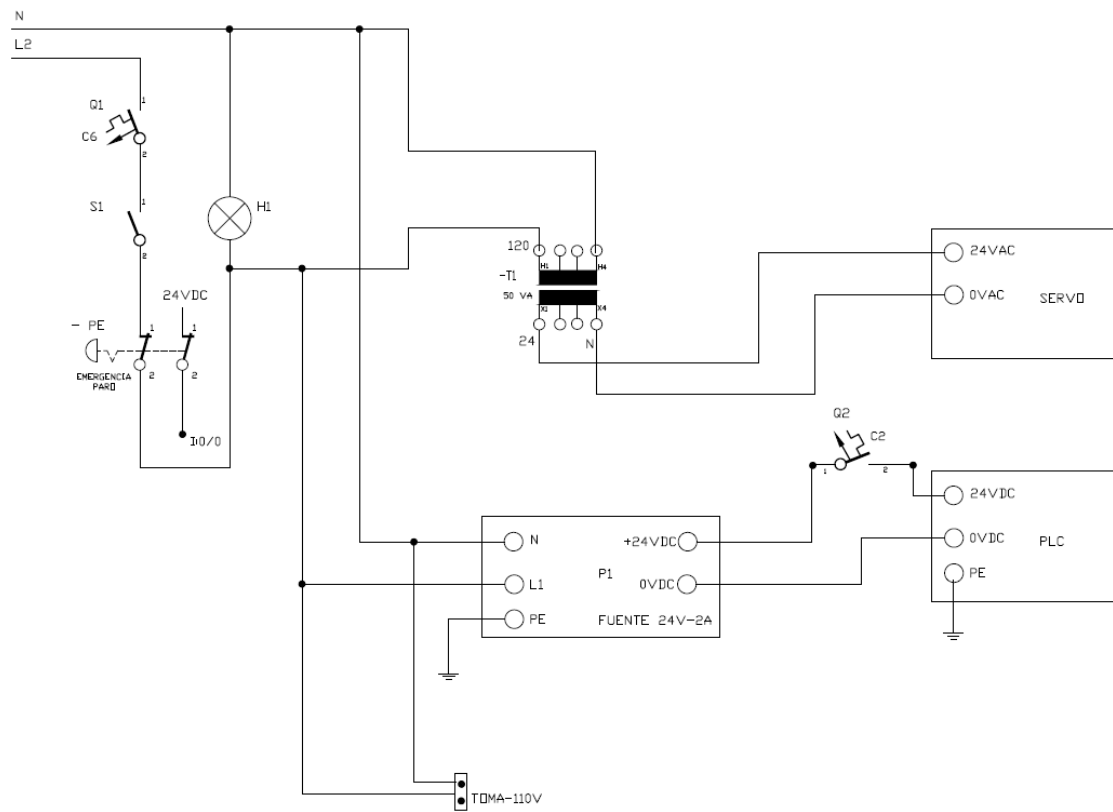 N
L2
1
Q1
C6
2
1
S1
2
H1
24VDC
- PE
1
1
2
2
EMERGENCIA
PARO
I:0/0
120
H1
H4
-T1
50 VA
X1
X4
24
N
24VAC
0VAC
SERVO
Q2
C2
1
2
24VDC
0VDC
PLC
PE
N
+24VDC
L1
P1
0VDC
PE
FUENTE 24V-2A
TOMA-110V